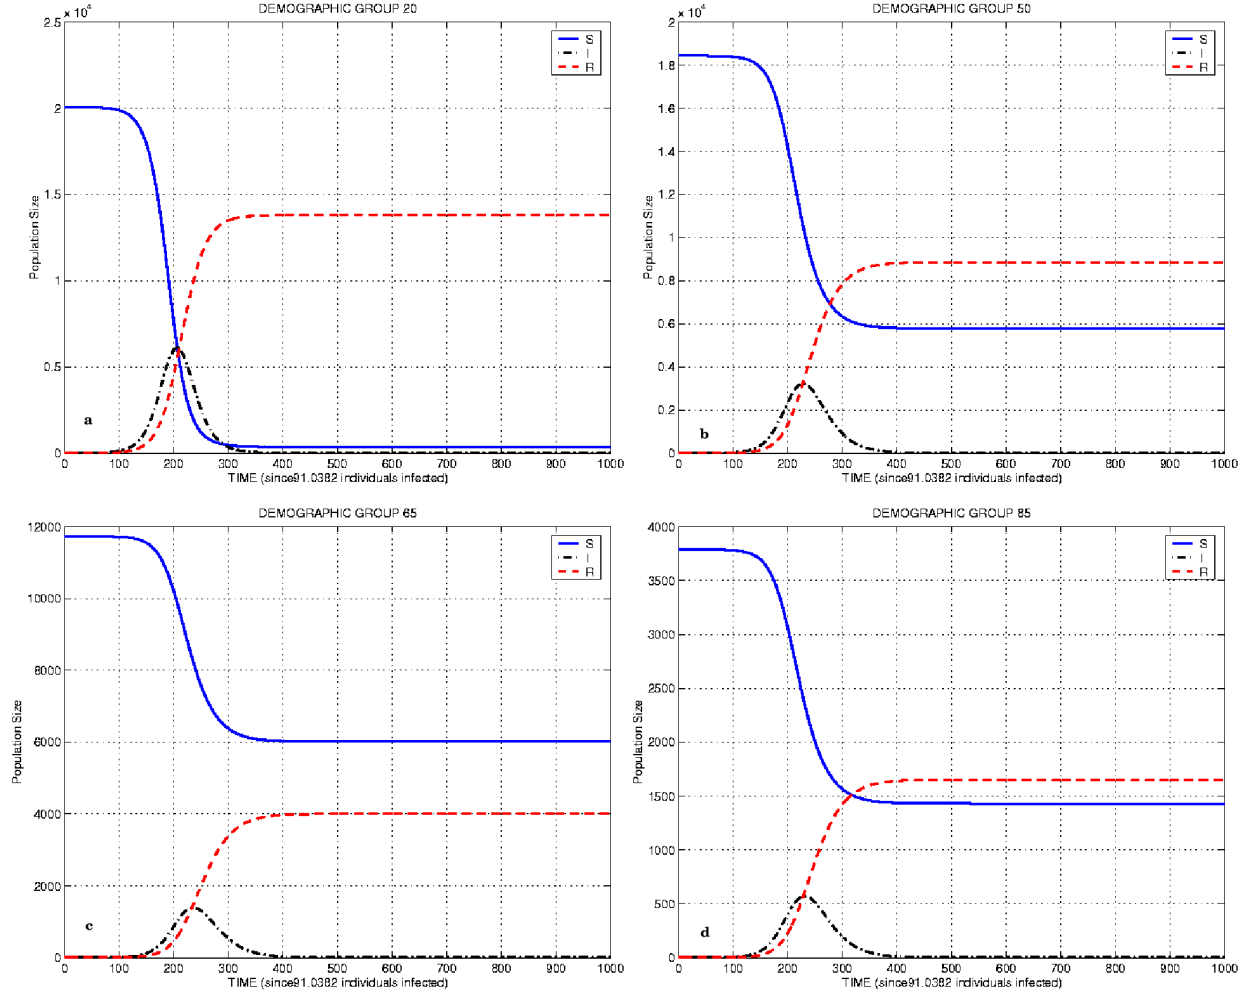 DEMOGRAPHIC GROUP 20
× 10⁴
2.5
2
1.5
1
0.5
0
Population Size
S
I
R
a
0 100 200 300 400 500 600 700 800 900 1000
TIME (since91.0382 individuals infected)
DEMOGRAPHIC GROUP 50
× 10⁴
2
1.8
1.6
1.4
1.2
1
0.8
0.6
0.4
0.2
0
Population Size
S
I
R
b
0 100 200 300 400 500 600 700 800 900 1000
TIME (since91.0382 individuals infected)
DEMOGRAPHIC GROUP 65
12000
10000
8000
6000
4000
2000
0
Population Size
S
I
R
c
0 100 200 300 400 500 600 700 800 900 1000
TIME (since91.0382 individuals infected)
DEMOGRAPHIC GROUP 85
4000
3500
3000
2500
2000
1500
1000
500
0
Population Size
S
I
R
d
0 100 200 300 400 500 600 700 800 900 1000
TIME (since91.0382 individuals infected)